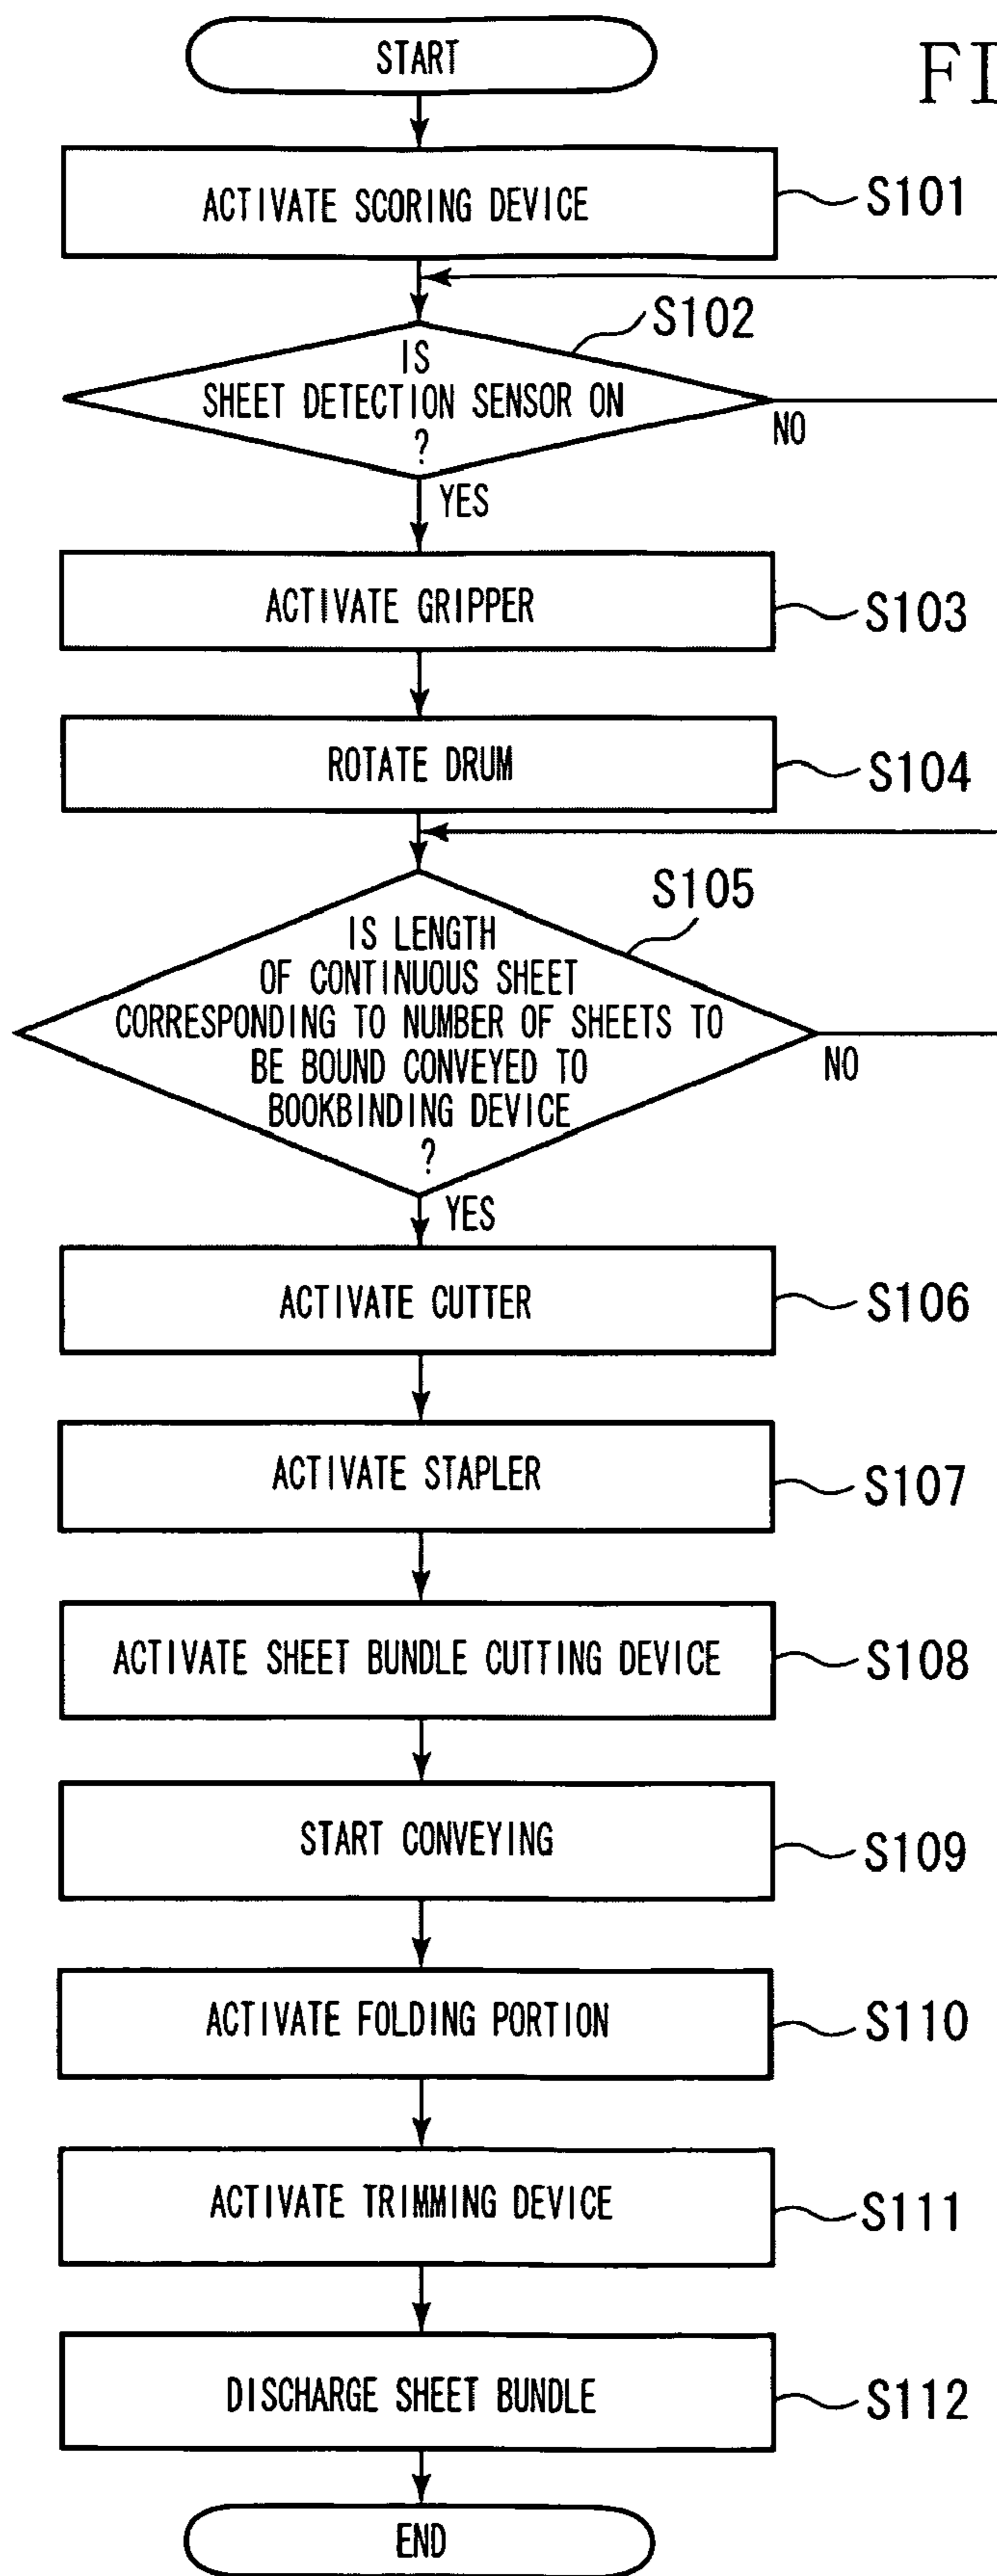 START
FI
ACTIVATE SCORING DEVICE
S101
S102
IS
SHEET DETECTION SENSOR ON
?
NO
YES
ACTIVATE GRIPPER
S103
ROTATE DRUM
S104
S105
IS LENGTH
OF CONTINUOUS SHEET
CORRESPONDING TO NUMBER OF SHEETS TO
BE BOUND CONVEYED TO
BOOKBINDING DEVICE
?
NO
YES
ACTIVATE CUTTER
S106
ACTIVATE STAPLER
S107
ACTIVATE SHEET BUNDLE CUTTING DEVICE
S108
START CONVEYING
S109
ACTIVATE FOLDING PORTION
S110
ACTIVATE TRIMMING DEVICE
S111
DISCHARGE SHEET BUNDLE
S112
END